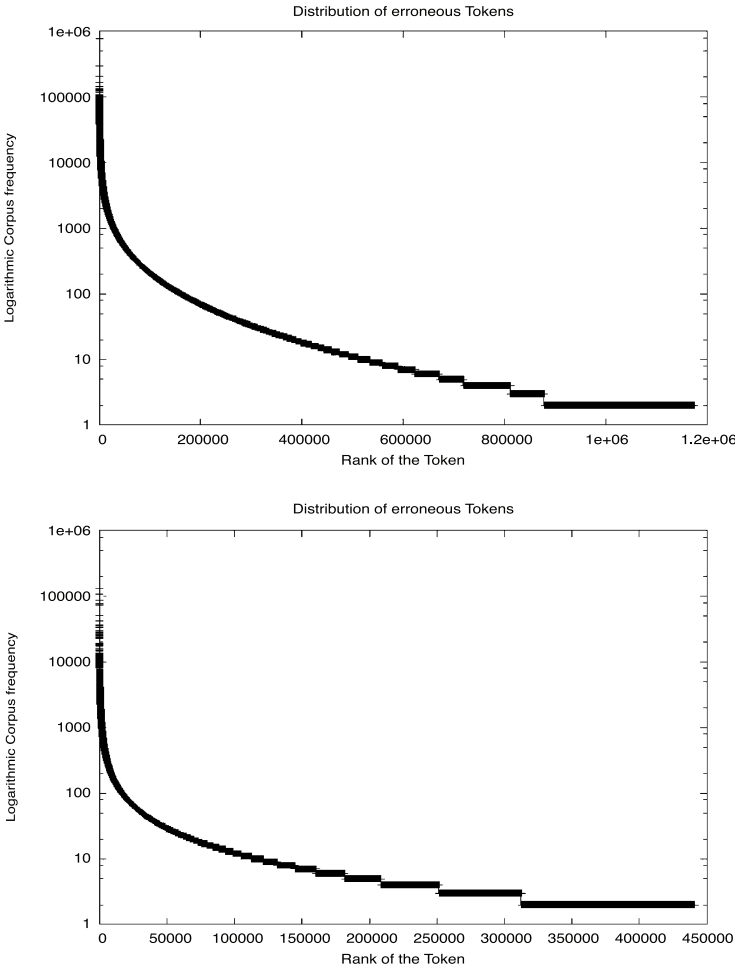 Distribution of erroneous Tokens
1e+06
100000
10000
1000
100
10
1
Logarithmic Corpus frequency
0 200000 400000 600000 800000 1e+06 1.2e+06
Rank of the Token
Distribution of erroneous Tokens
1e+06
100000
10000
1000
100
10
1
Logarithmic Corpus frequency
0 50000 100000 150000 200000 250000 300000 350000 400000 450000
Rank of the Token